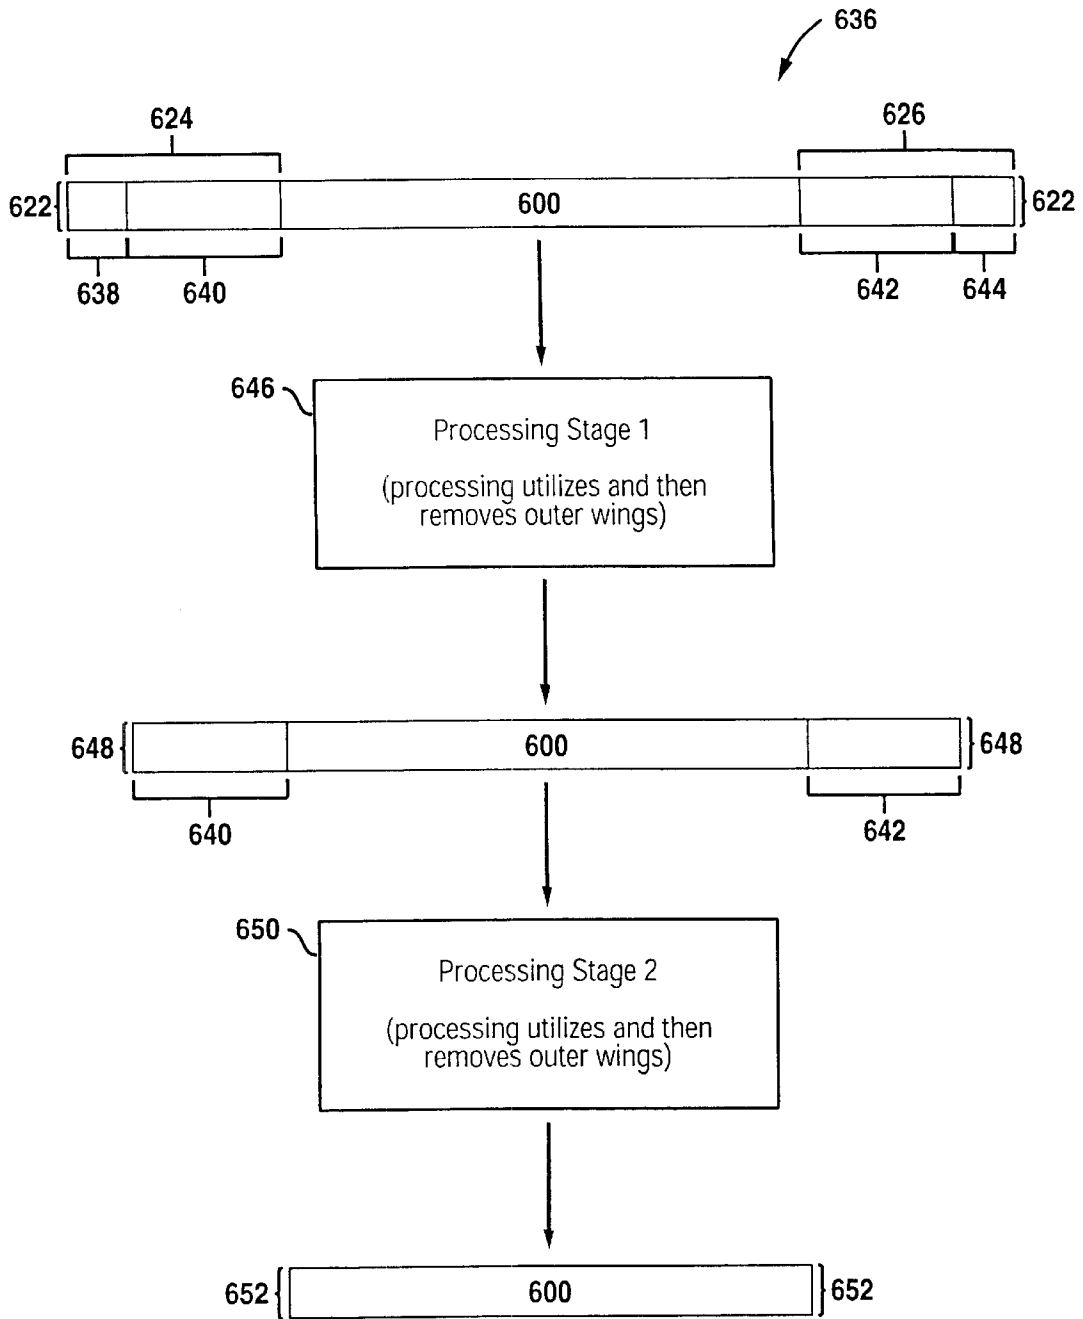 636
624 626
622 600 622
638 640 642 644
646
Processing Stage 1
(processing utilizes and then
removes outer wings)
648 600 648
640 642
650
Processing Stage 2
(processing utilizes and then
removes outer wings)
652 600 652